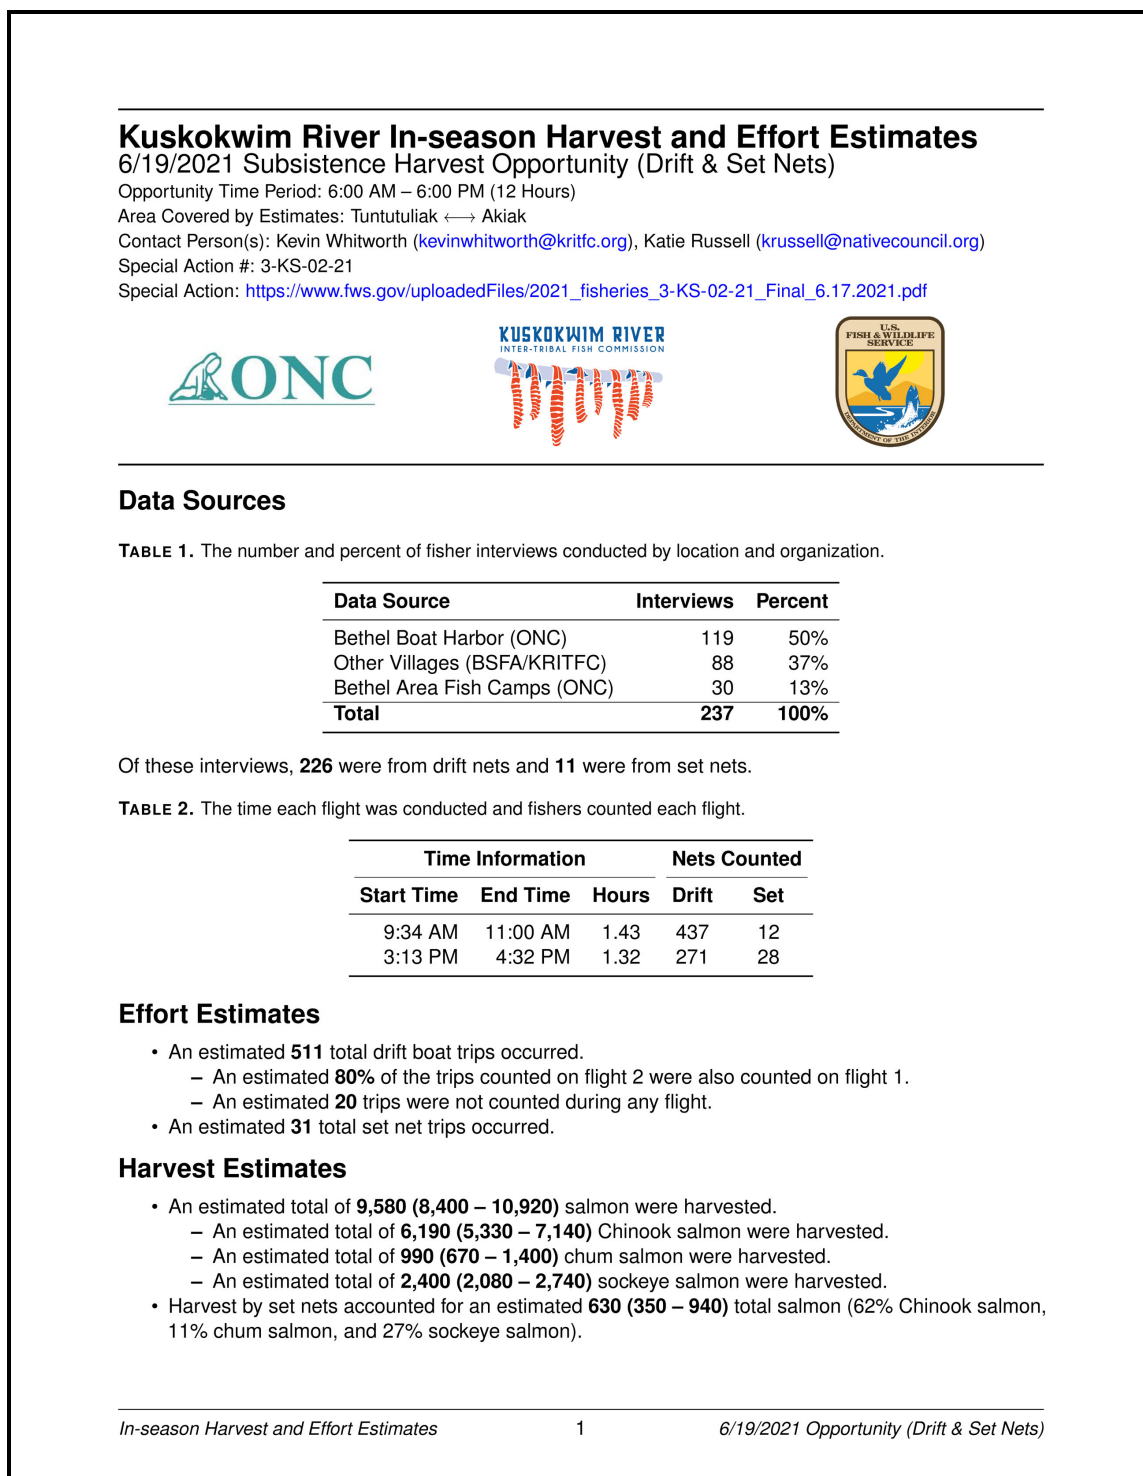 Kuskokwim River In-season Harvest and Effort Estimates
6/19/2021 Subsistence Harvest Opportunity (Drift & Set Nets)
Opportunity Time Period: 6:00 AM – 6:00 PM (12 Hours)
Area Covered by Estimates: Tuntutuliak ⟷ Akiak
Contact Person(s): Kevin Whitworth (kevinwhitworth@kritfc.org), Katie Russell (krussell@nativecouncil.org)
Special Action #: 3-KS-02-21
Special Action: https://www.fws.gov/uploadedFiles/2021_fisheries_3-KS-02-21_Final_6.17.2021.pdf
ONC
KUSKOKWIM RIVER
INTER-TRIBAL FISH COMMISSION
U.S.
FISH & WILDLIFE
SERVICE
DEPARTMENT OF THE INTERIOR
Data Sources
TABLE 1. The number and percent of fisher interviews conducted by location and organization.
Data Source Interviews Percent
Bethel Boat Harbor (ONC) 119 50%
Other Villages (BSFA/KRITFC) 88 37%
Bethel Area Fish Camps (ONC) 30 13%
Total 237 100%
Of these interviews, 226 were from drift nets and 11 were from set nets.
TABLE 2. The time each flight was conducted and fishers counted each flight.
Time Information Nets Counted
Start Time End Time Hours Drift Set
9:34 AM 11:00 AM 1.43 437 12
3:13 PM 4:32 PM 1.32 271 28
Effort Estimates
• An estimated 511 total drift boat trips occurred.
– An estimated 80% of the trips counted on flight 2 were also counted on flight 1.
– An estimated 20 trips were not counted during any flight.
• An estimated 31 total set net trips occurred.
Harvest Estimates
• An estimated total of 9,580 (8,400 – 10,920) salmon were harvested.
– An estimated total of 6,190 (5,330 – 7,140) Chinook salmon were harvested.
– An estimated total of 990 (670 – 1,400) chum salmon were harvested.
– An estimated total of 2,400 (2,080 – 2,740) sockeye salmon were harvested.
• Harvest by set nets accounted for an estimated 630 (350 – 940) total salmon (62% Chinook salmon,
11% chum salmon, and 27% sockeye salmon).
In-season Harvest and Effort Estimates 1 6/19/2021 Opportunity (Drift & Set Nets)